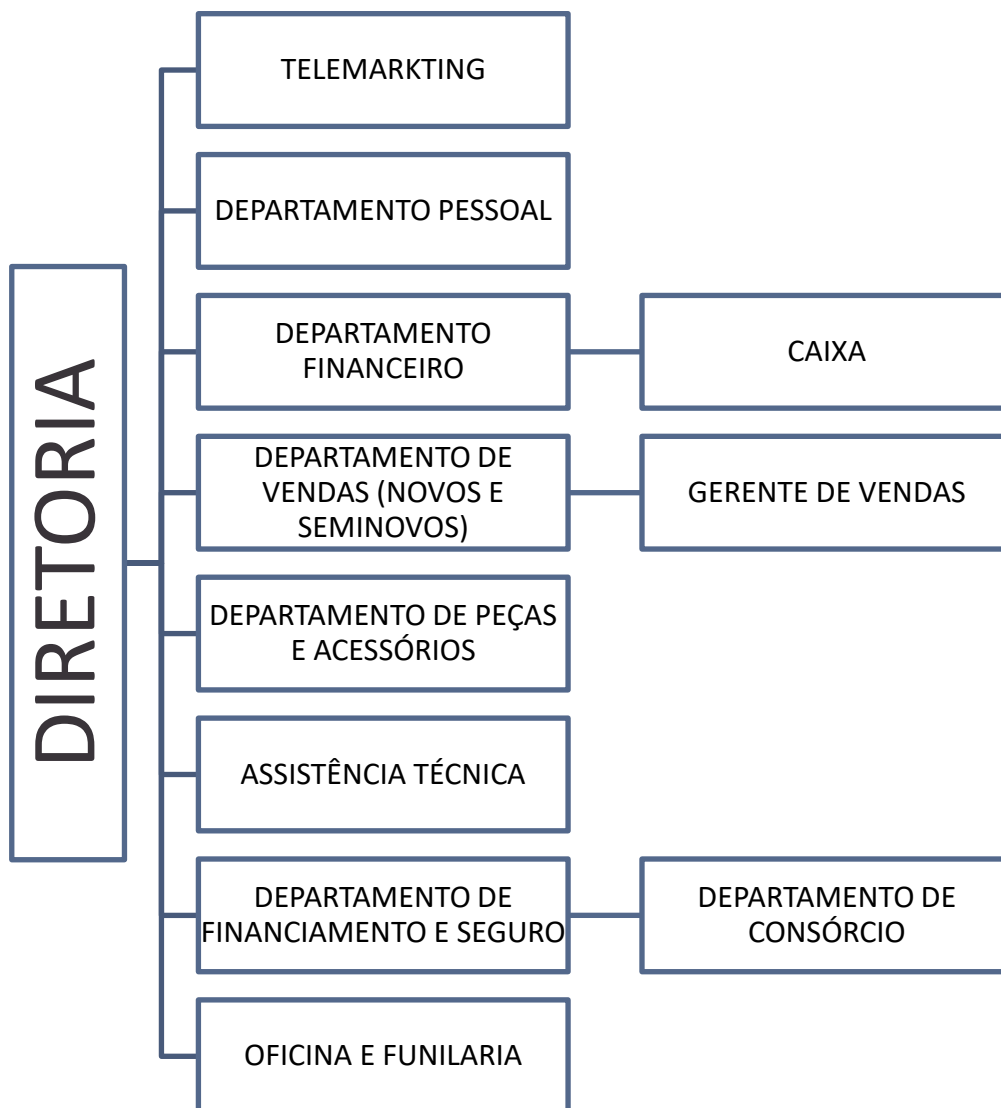 DIRETORIA
TELEMARKTING
DEPARTAMENTO PESSOAL
DEPARTAMENTO
FINANCEIRO
CAIXA
DEPARTAMENTO DE
VENDAS (NOVOS E
SEMINOVOS)
GERENTE DE VENDAS
DEPARTAMENTO DE PEÇAS
E ACESSÓRIOS
ASSISTÊNCIA TÉCNICA
DEPARTAMENTO DE
FINANCIAMENTO E SEGURO
DEPARTAMENTO DE
CONSÓRCIO
OFICINA E FUNILARIA